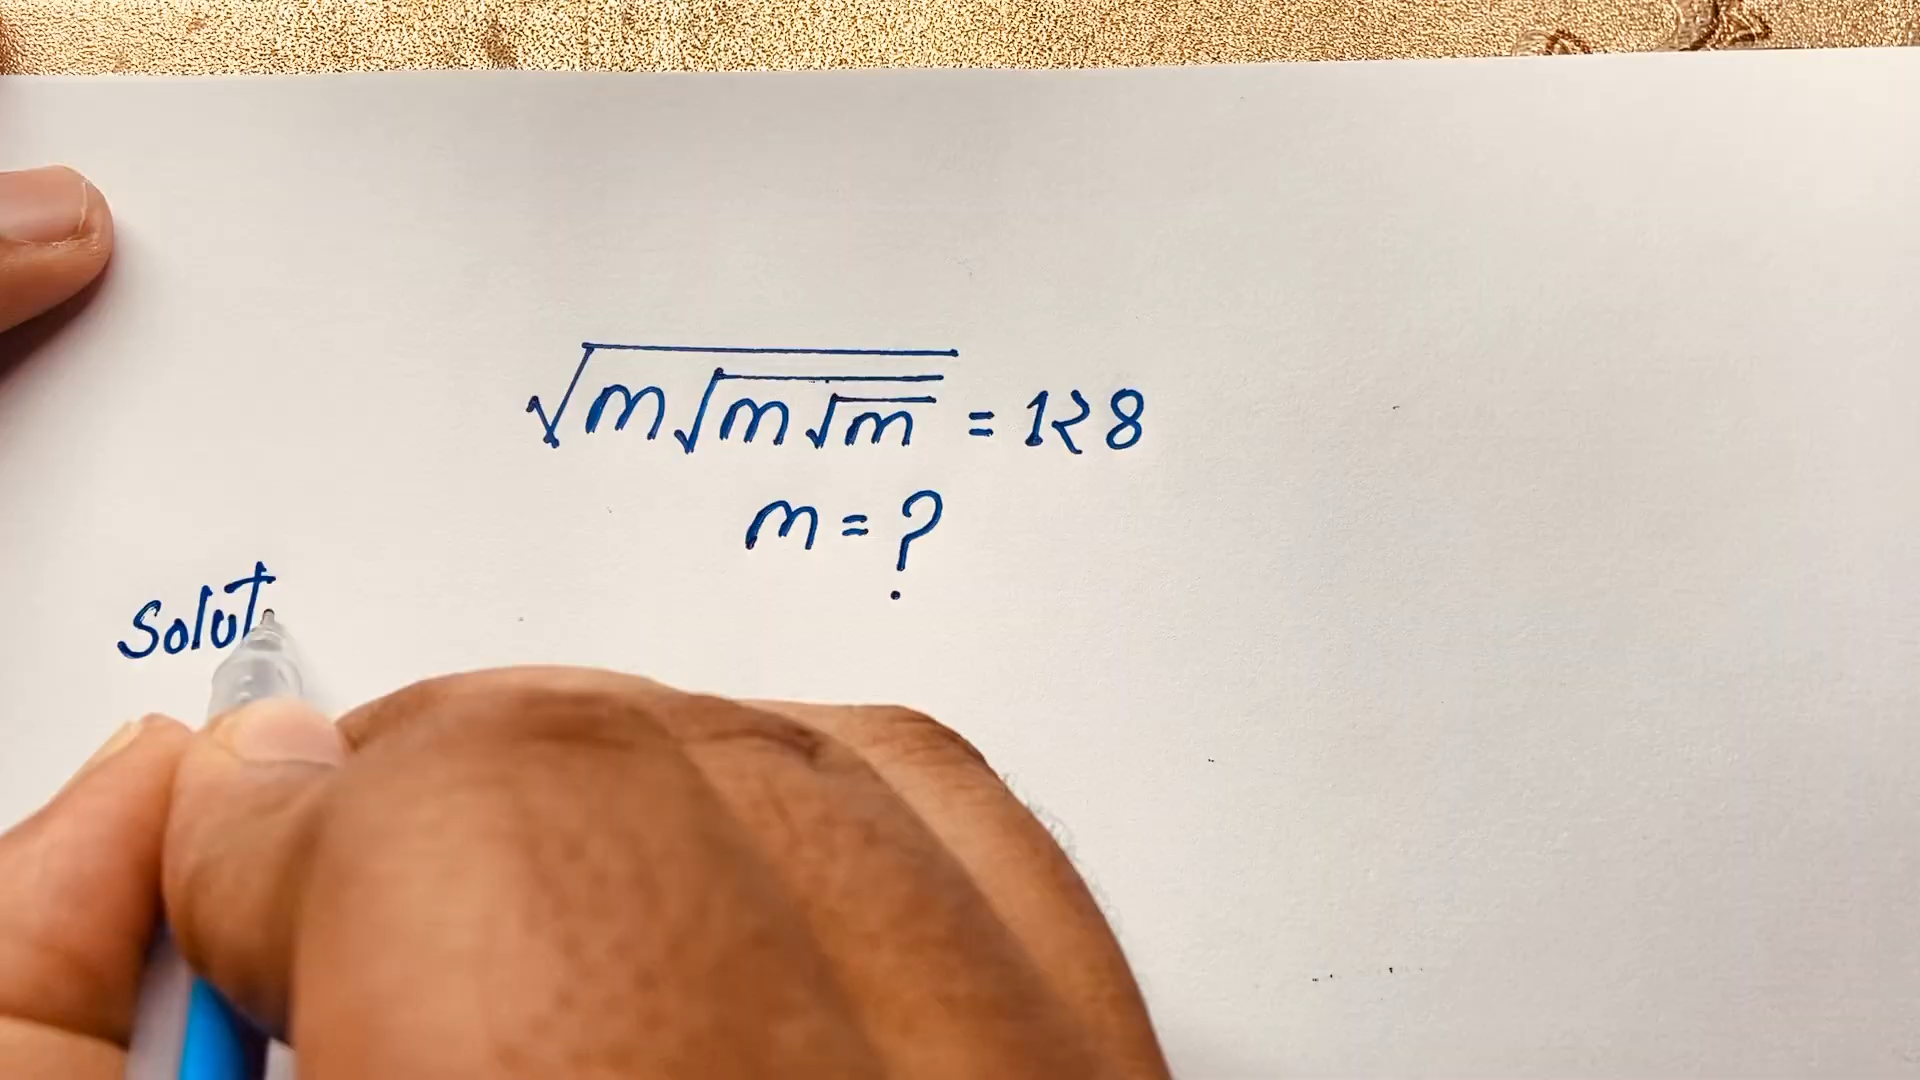 √(m√(m√m)) = 128
m = ?
Solut